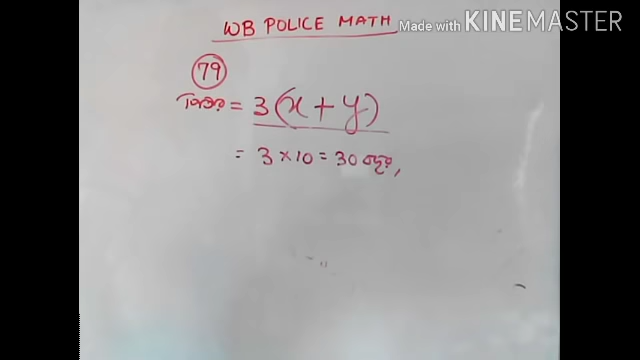 WB POLICE MATH
Made with KINEMASTER
79
পিতার = 3(x + y)
= 3 × 10 = 30 বছর,